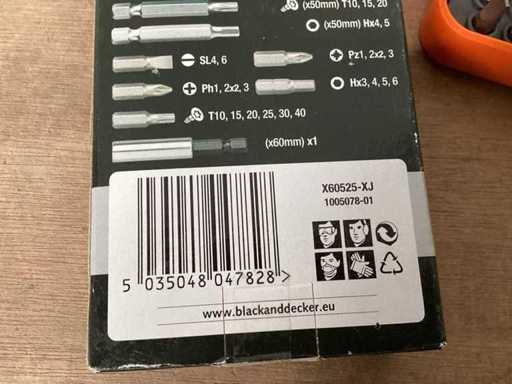 (x50mm) T10, 15, 20
(x50mm) Hx4, 5
SL4, 6
Pz1, 2x2, 3
Ph1, 2x2, 3
Hx3, 4, 5, 6
T10, 15, 20, 25, 30, 40
(x60mm) x1
X60525-XJ
1005078-01
5 035048 047828 >
www.blackanddecker.eu